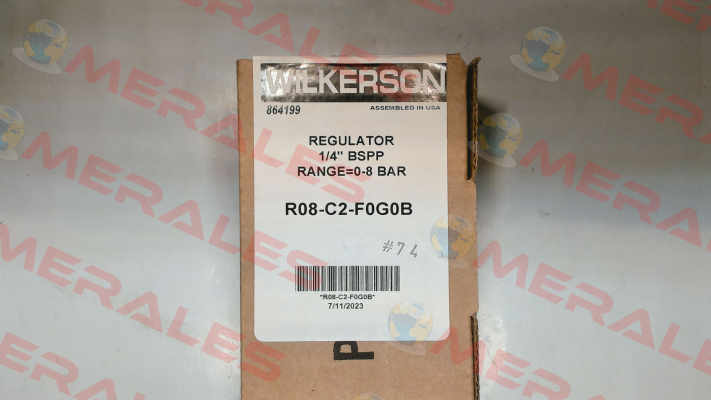 WILKERSON
864199 ASSEMBLED IN USA
REGULATOR
1/4" BSPP
RANGE=0-8 BAR
R08-C2-F0G0B
#74
*R08-C2-F0G0B*
7/11/2023
P
MERALES
MERALES
MERALES
MERALES
MERALES